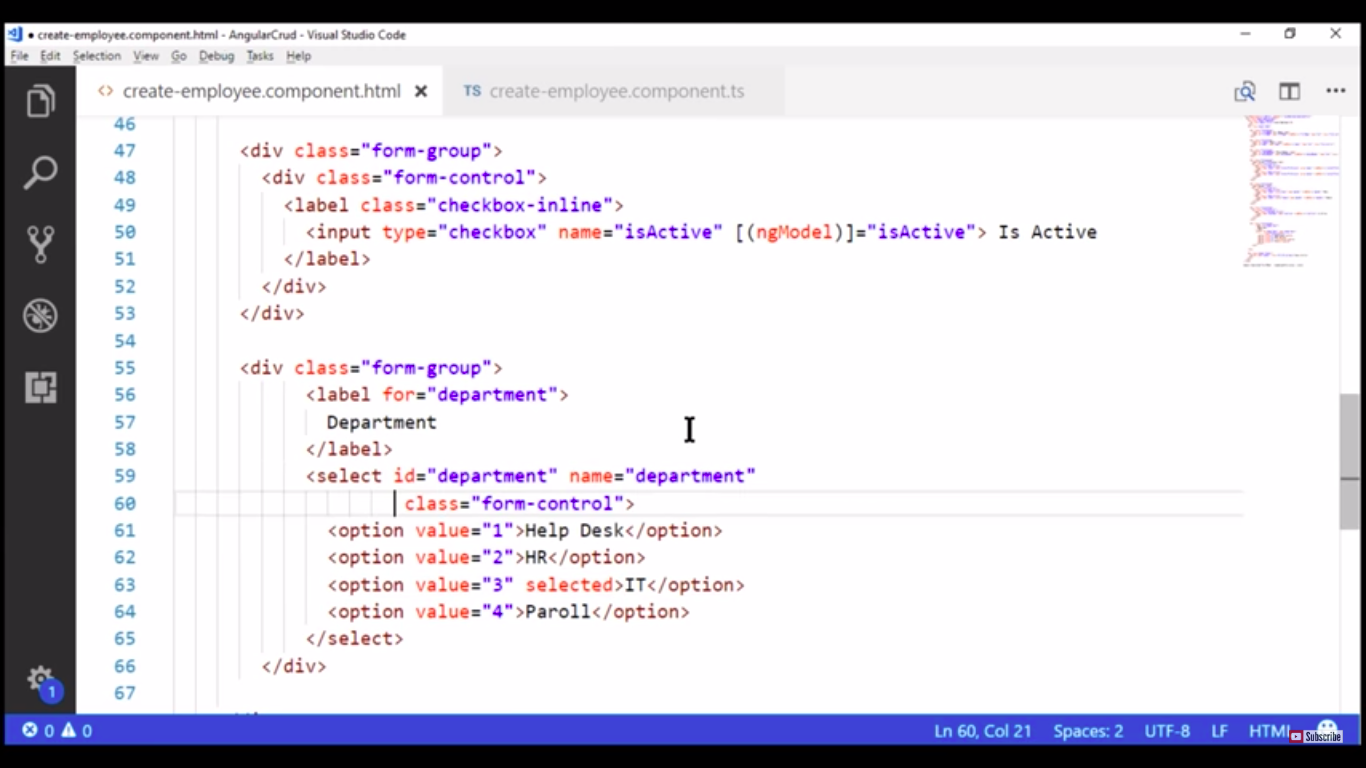 ● create-employee.component.html - AngularCrud - Visual Studio Code
File Edit Selection View Go Debug Tasks Help
<> create-employee.component.html × TS create-employee.component.ts
46
47 <div class="form-group">
48 <div class="form-control">
49 <label class="checkbox-inline">
50 <input type="checkbox" name="isActive" [(ngModel)]="isActive"> Is Active
51 </label>
52 </div>
53 </div>
54
55 <div class="form-group">
56 <label for="department">
57 Department
58 </label>
59 <select id="department" name="department"
60 class="form-control">
61 <option value="1">Help Desk</option>
62 <option value="2">HR</option>
63 <option value="3" selected>IT</option>
64 <option value="4">Paroll</option>
65 </select>
66 </div>
67
1
0 0 Ln 60, Col 21 Spaces: 2 UTF-8 LF HTML
Subscribe